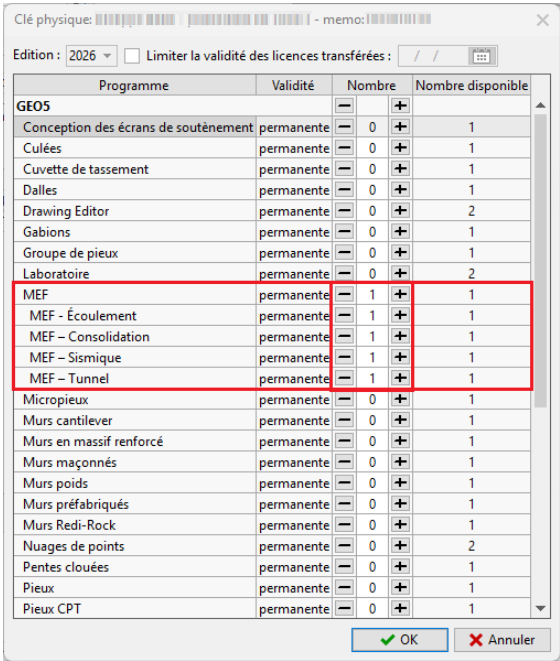 Clé physique: - memo:
Edition : 2026 Limiter la validité des licences transférées : / /
Programme Validité Nombre Nombre disponible
GEO5
Conception des écrans de soutènement permanente 0 1
Culées permanente 0 1
Cuvette de tassement permanente 0 1
Dalles permanente 0 1
Drawing Editor permanente 0 2
Gabions permanente 0 1
Groupe de pieux permanente 0 1
Laboratoire permanente 0 2
MEF permanente 1 1
MEF - Écoulement permanente 1 1
MEF – Consolidation permanente 1 1
MEF – Sismique permanente 1 1
MEF – Tunnel permanente 1 1
Micropieux permanente 0 1
Murs cantilever permanente 0 1
Murs en massif renforcé permanente 0 1
Murs maçonnés permanente 0 1
Murs poids permanente 0 1
Murs préfabriqués permanente 0 1
Murs Redi-Rock permanente 0 1
Nuages de points permanente 0 2
Pentes clouées permanente 0 1
Pieux permanente 0 1
Pieux CPT permanente 0 1
OK Annuler